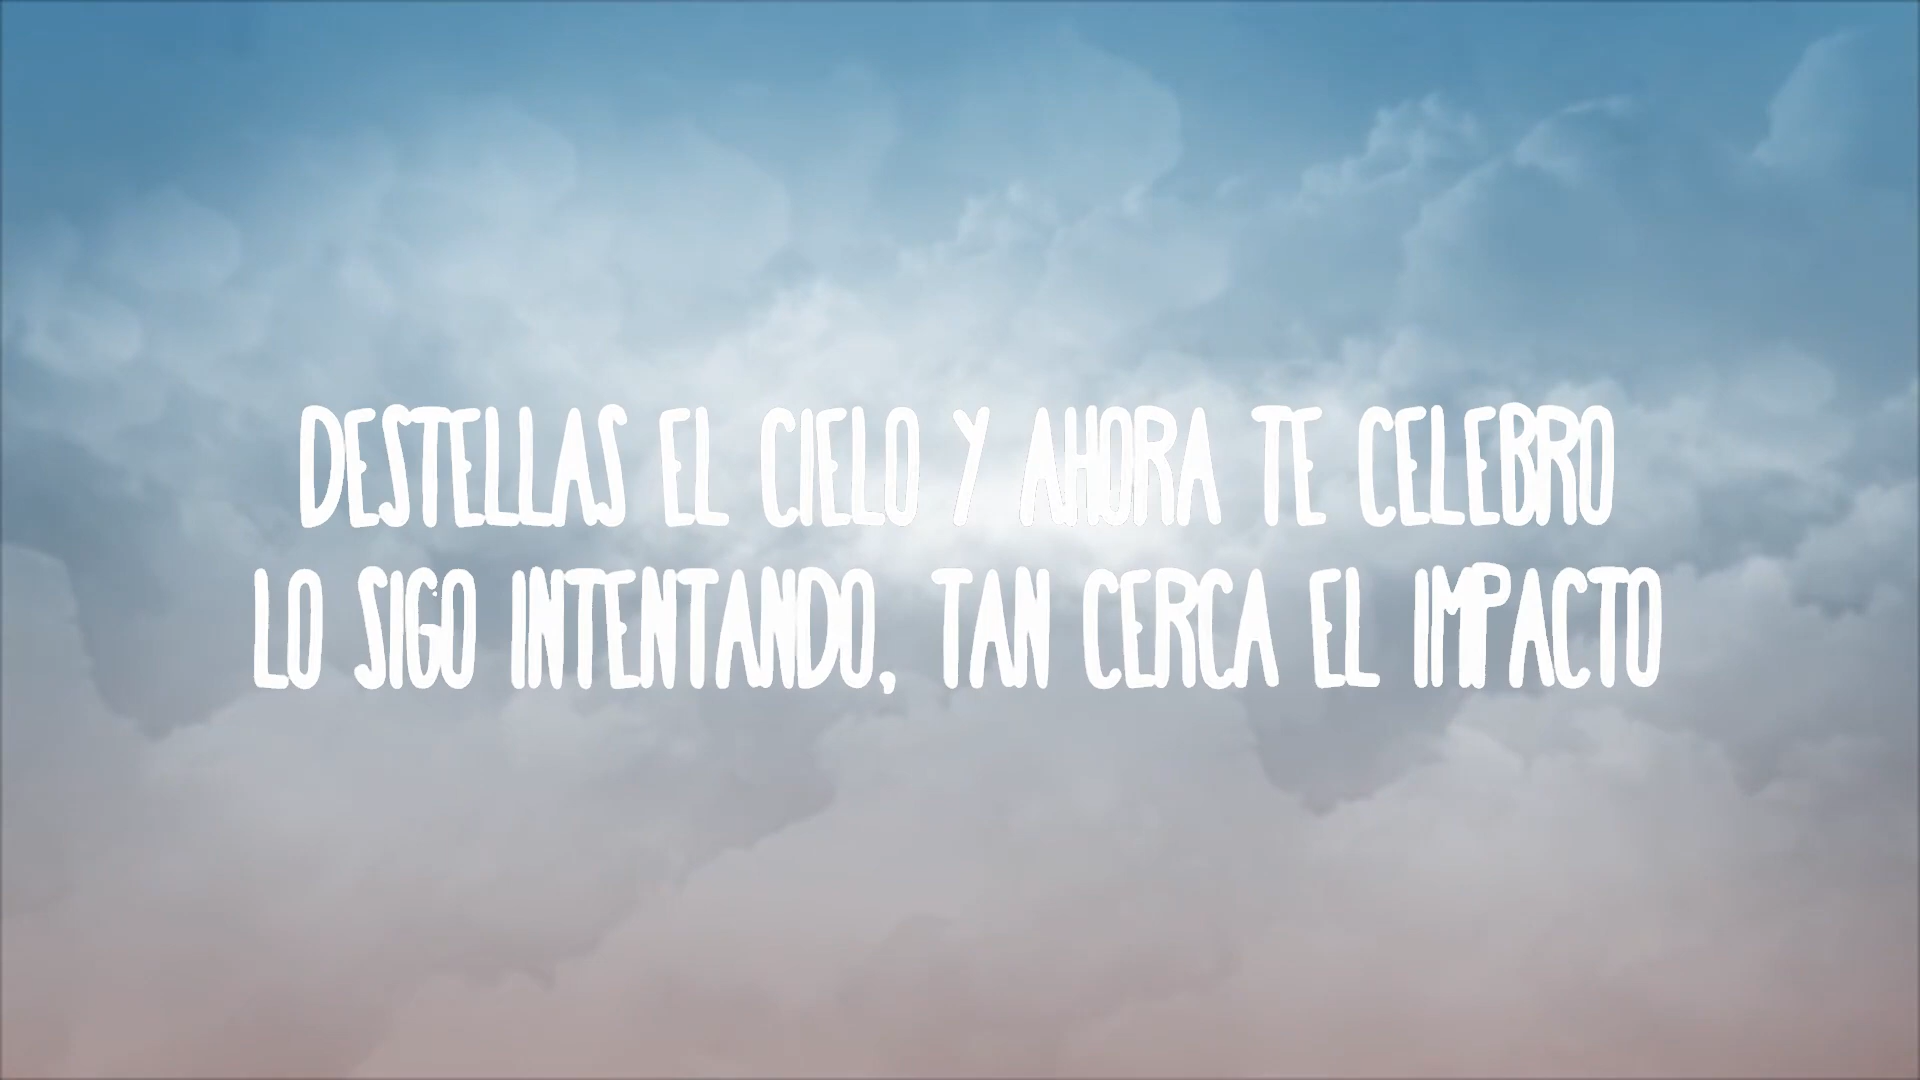 DESTELLAS EL CIELO Y AHORA TE CELEBRO
LO SIGO INTENTANDO, TAN CERCA EL IMPACTO